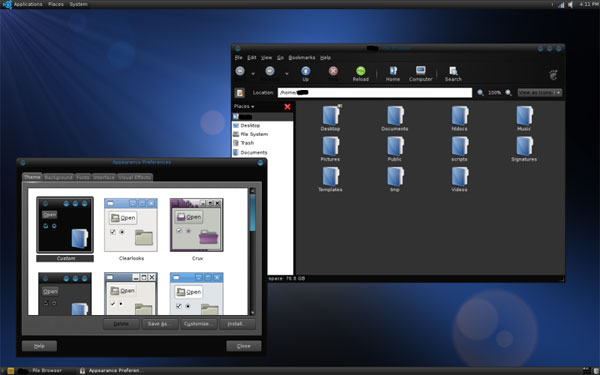 Applications Places System
4:11 PM
File Edit View Go Bookmarks Help
Up
Reload
Home
Computer
Search
Location:
/home/
100%
View as Icons
Places
Desktop
File System
Trash
Documents
Desktop
Documents
Music
Pictures
Public
scripts
Signatures
Templates
tmp
Videos
space: 76.8 GB
Appearance Preferences
Theme Background Fonts Interface Visual Effects
Open
Open
Open
Custom
Clearlooks
Crux
Open
Open
Open
Delete
Save As...
Customize...
Install...
Help
Close
File Browser
Appearance Preferen...